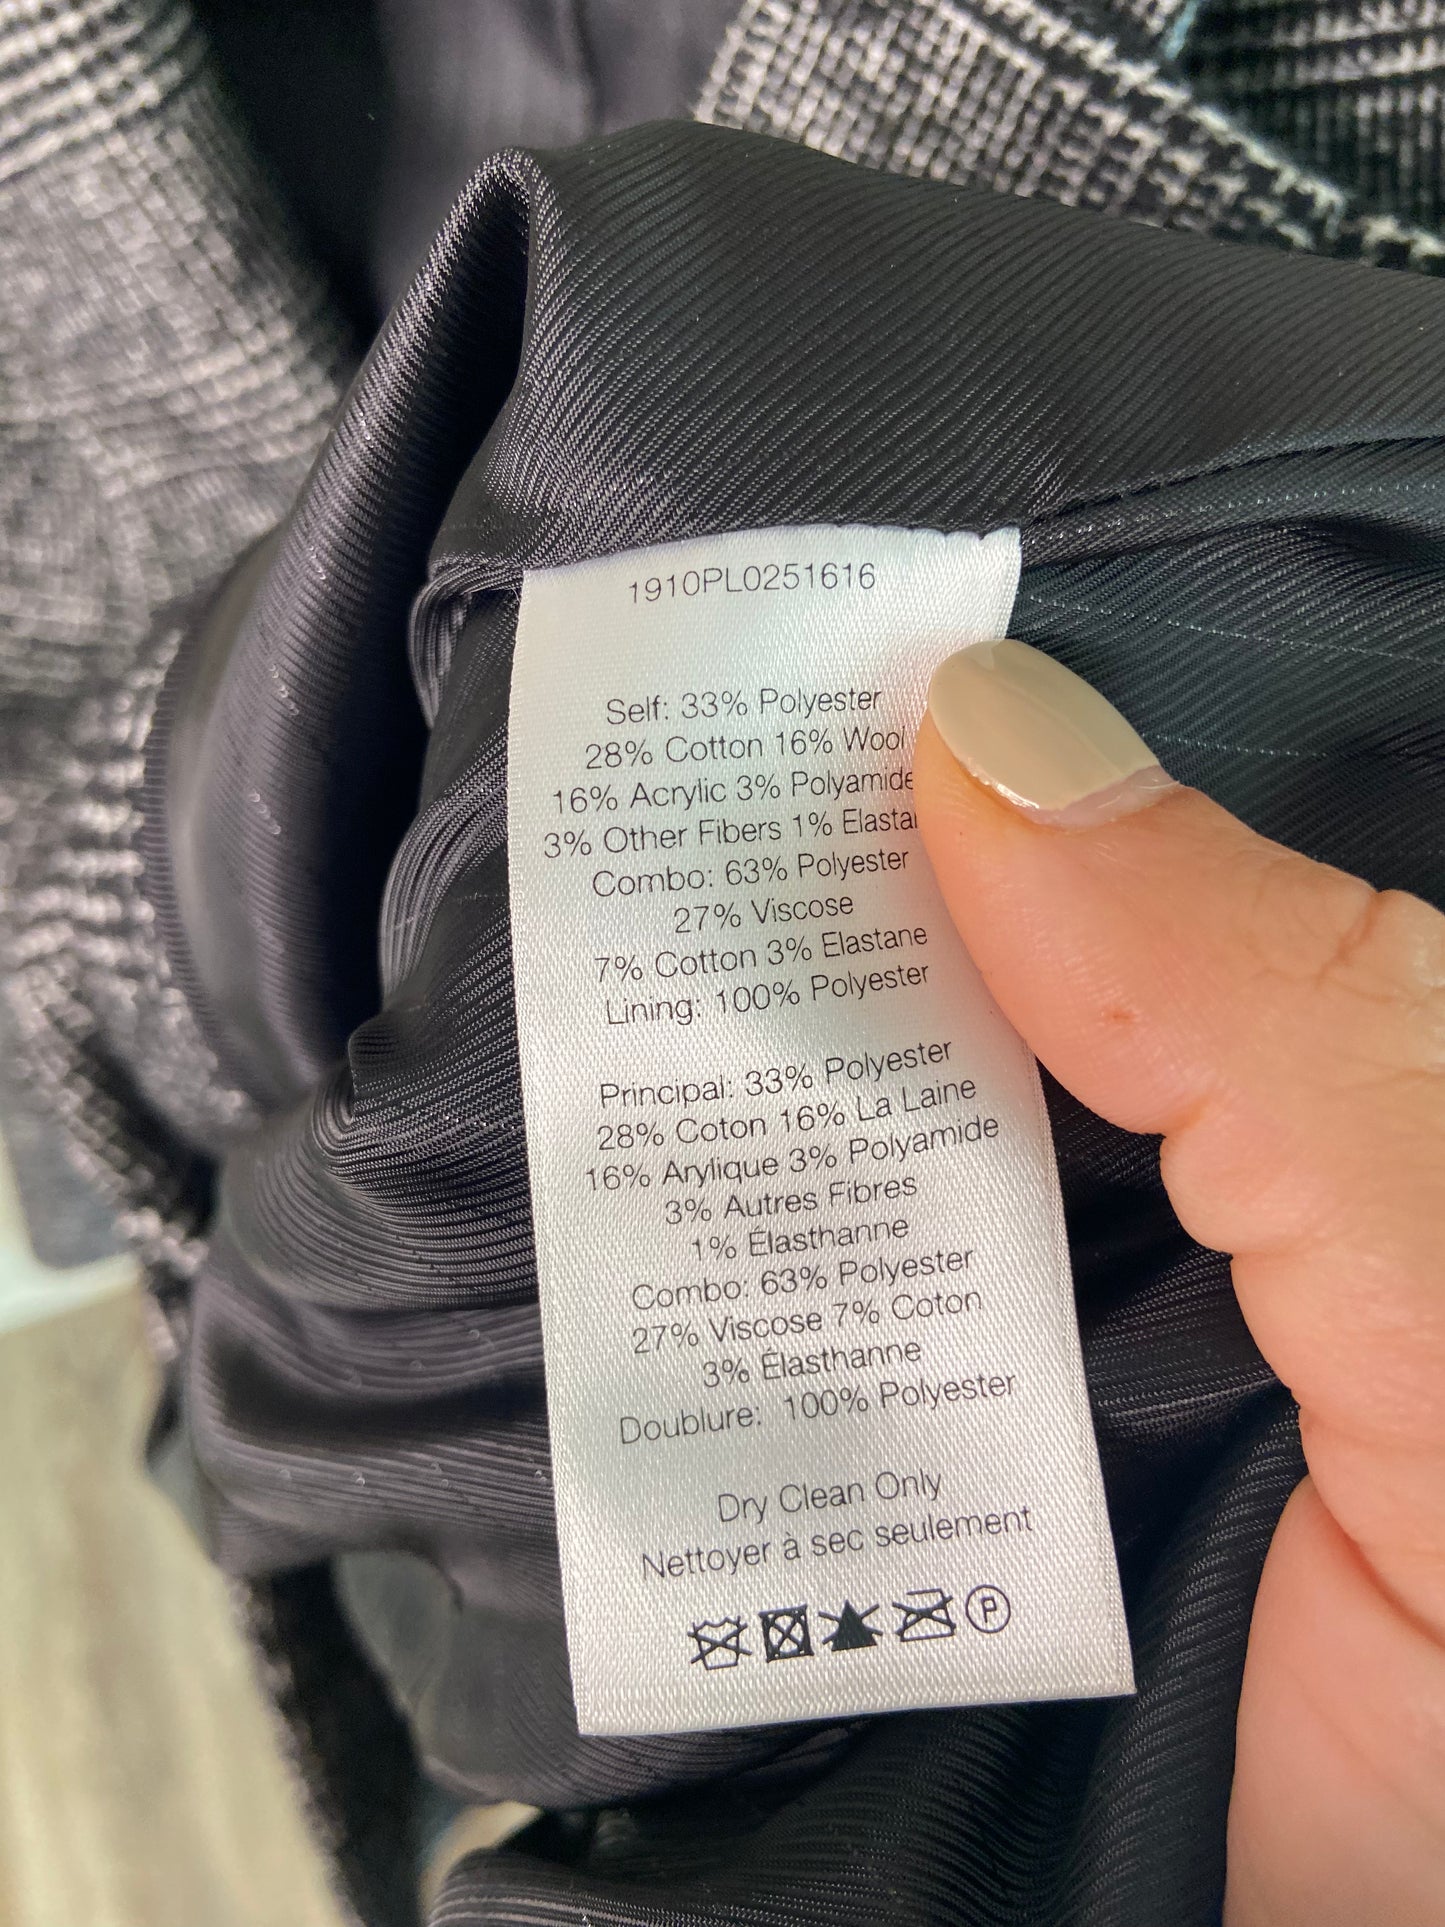 1910PL0251616
Self: 33% Polyester
28% Cotton 16% Wool
16% Acrylic 3% Polyamide
3% Other Fibers 1%
Combo: 63% Polyester
27% Viscose
7% Cotton 3% Elastane
Lining: 100% Polyester
Principal: 33% Polyester
28% Coton 16% La Laine
16% Arylique 3% Polyamide
3% Autres Fibres
1% Élasthanne
Combo: 63% Polyester
27% Viscose 7% Coton
3% Élasthanne
Doublure: 100% Polyester
Dry Clean Only
Nettoyer à sec seulement
P